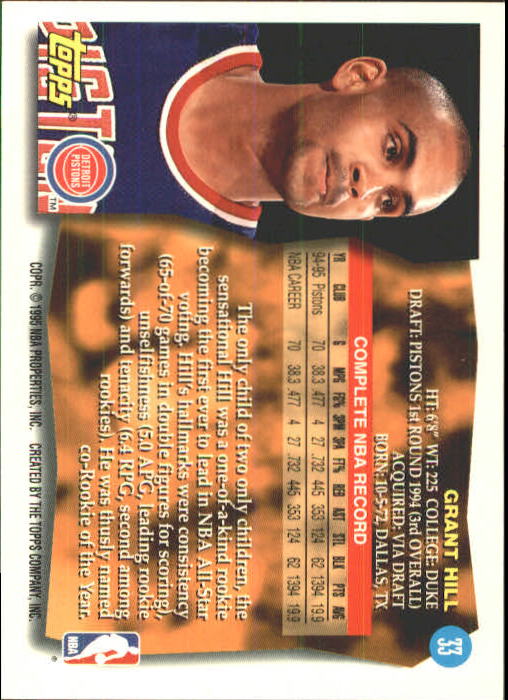 33
GRANT HILL
HT: 6'8" WT: 225 COLLEGE: DUKE
DRAFT: PISTONS 1st ROUND 1994 (3rd OVERALL)
ACQUIRED: VIA DRAFT
BORN: 10-5-72, DALLAS, TX
COMPLETE NBA RECORD
YR CLUB G MPG FG% 3PM 3PA FT% REB AST STL BLK PTS AVG
94-95 Pistons 70 38.3 .477 4 27 .732 445 353 124 62 1394 19.9
NBA CAREER 70 38.3 .477 4 27 .732 445 353 124 62 1394 19.9
The only child of two only children, the
sensational Hill was a one-of-a-kind rookie
becoming the first ever to lead in NBA All-Star
voting. Hill's hallmarks were consistency
(65-of-70 games in double figures for scoring),
unselfishness (5.0 APG, leading rookie
forwards) and tenacity (6.4 RPG, second among
rookies). He was thusly named
co-Rookie of the Year.
topps®
DETROIT
PISTONS
TM
NBA
®
COPR. © 1995 NBA PROPERTIES, INC. CREATED BY THE TOPPS COMPANY, INC.